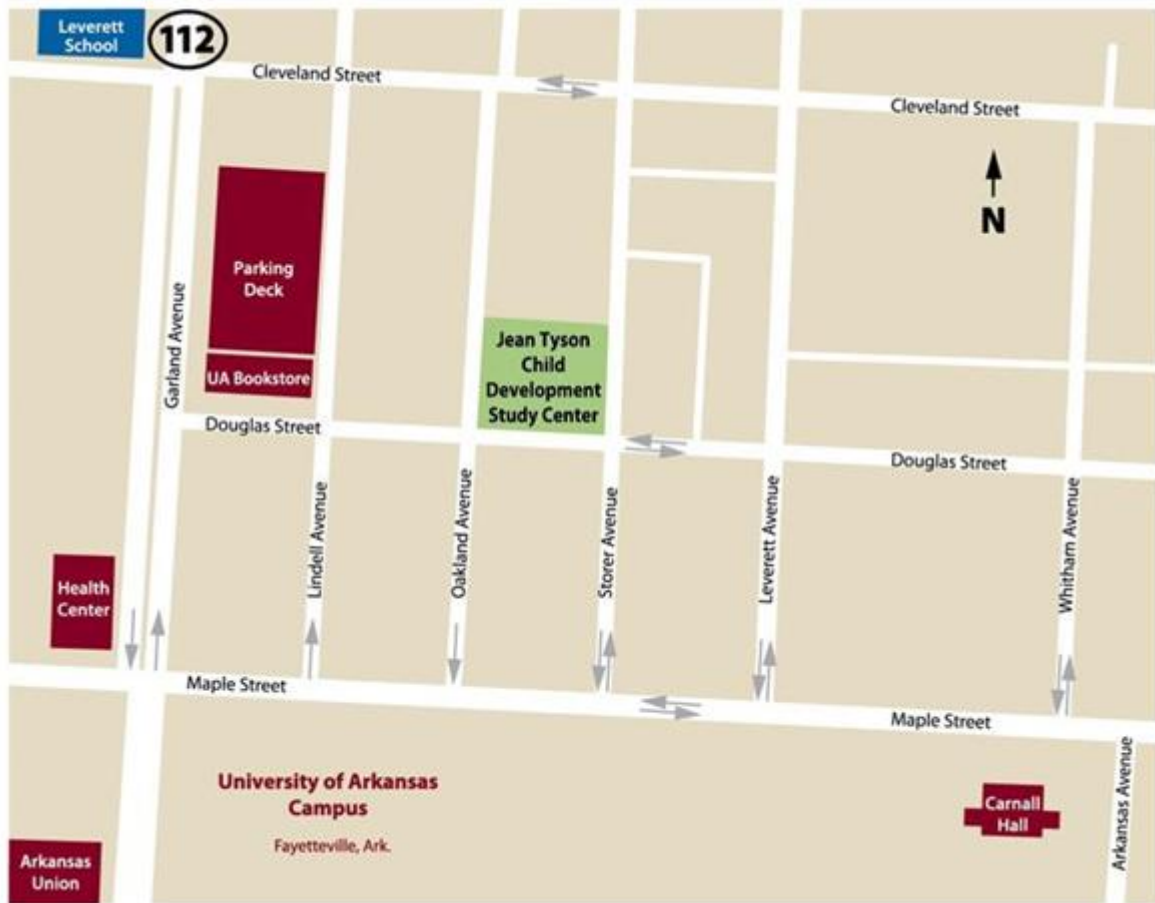 Leverett
School
112
Cleveland Street
Cleveland Street
N
Parking
Deck
Garland Avenue
UA Bookstore
Jean Tyson
Child
Development
Study Center
Douglas Street
Douglas Street
Lindell Avenue
Oakland Avenue
Storer Avenue
Leverett Avenue
Whitham Avenue
Health
Center
Maple Street
Maple Street
University of Arkansas
Campus
Fayetteville, Ark.
Carnall
Hall
Arkansas Avenue
Arkansas
Union